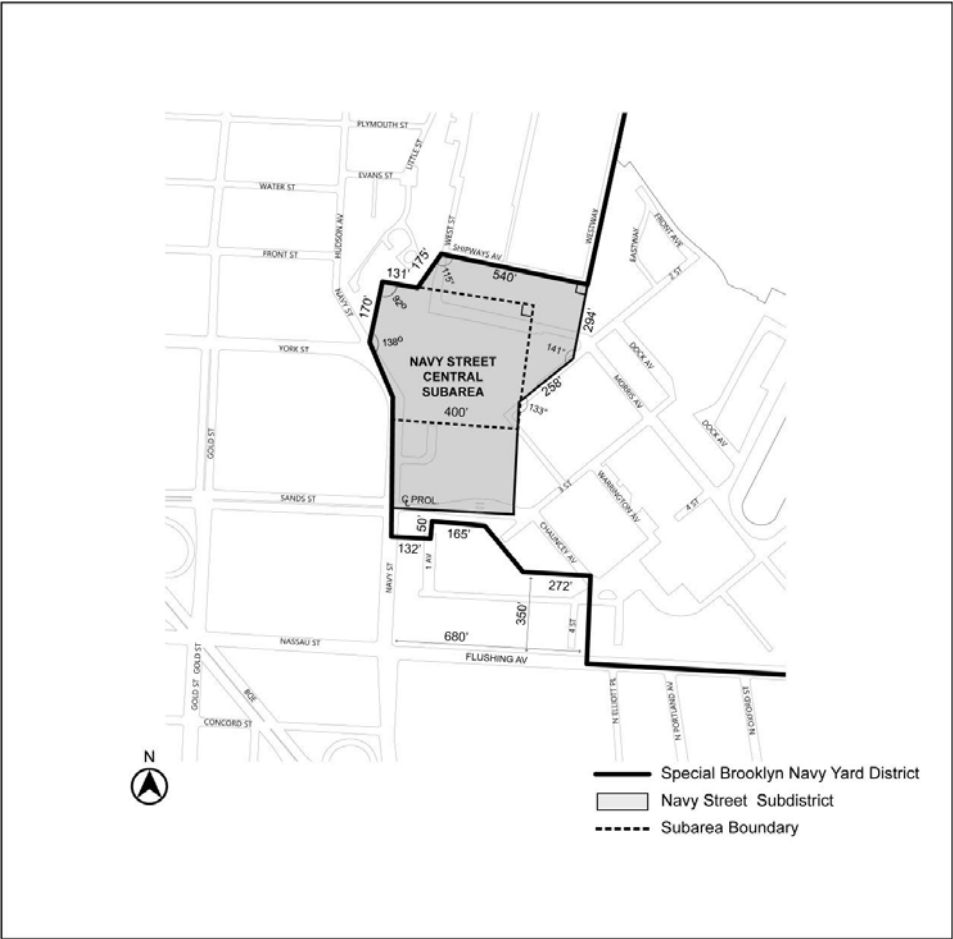 PLYMOUTH ST
LITTLE ST
EVANS ST
WATER ST
HUDSON AV
WEST ST
WESTWAY
EASTWAY
FRONT AVE
FRONT ST
SHIPWAYS AV
2 ST
175'
131'
115°
540'
92º
170'
NAVY ST
294'
138º
YORK ST
141°
DOCK AV
NAVY STREET
CENTRAL
SUBAREA
258'
MORRIS AV
400'
133°
DOCK AV
GOLD ST
WARRINGTON AV
3 ST
4 ST
SANDS ST
C PROL.
50'
165'
132'
1 AV
CHAUNCEY AV
NAVY ST
272'
350'
4 ST
680'
NASSAU ST
FLUSHING AV
GOLD ST
GOLD ST
BQE
N ELLIOTT PL
N PORTLAND AV
N OXFORD ST
CONCORD ST
N
Special Brooklyn Navy Yard District
Navy Street Subdistrict
Subarea Boundary